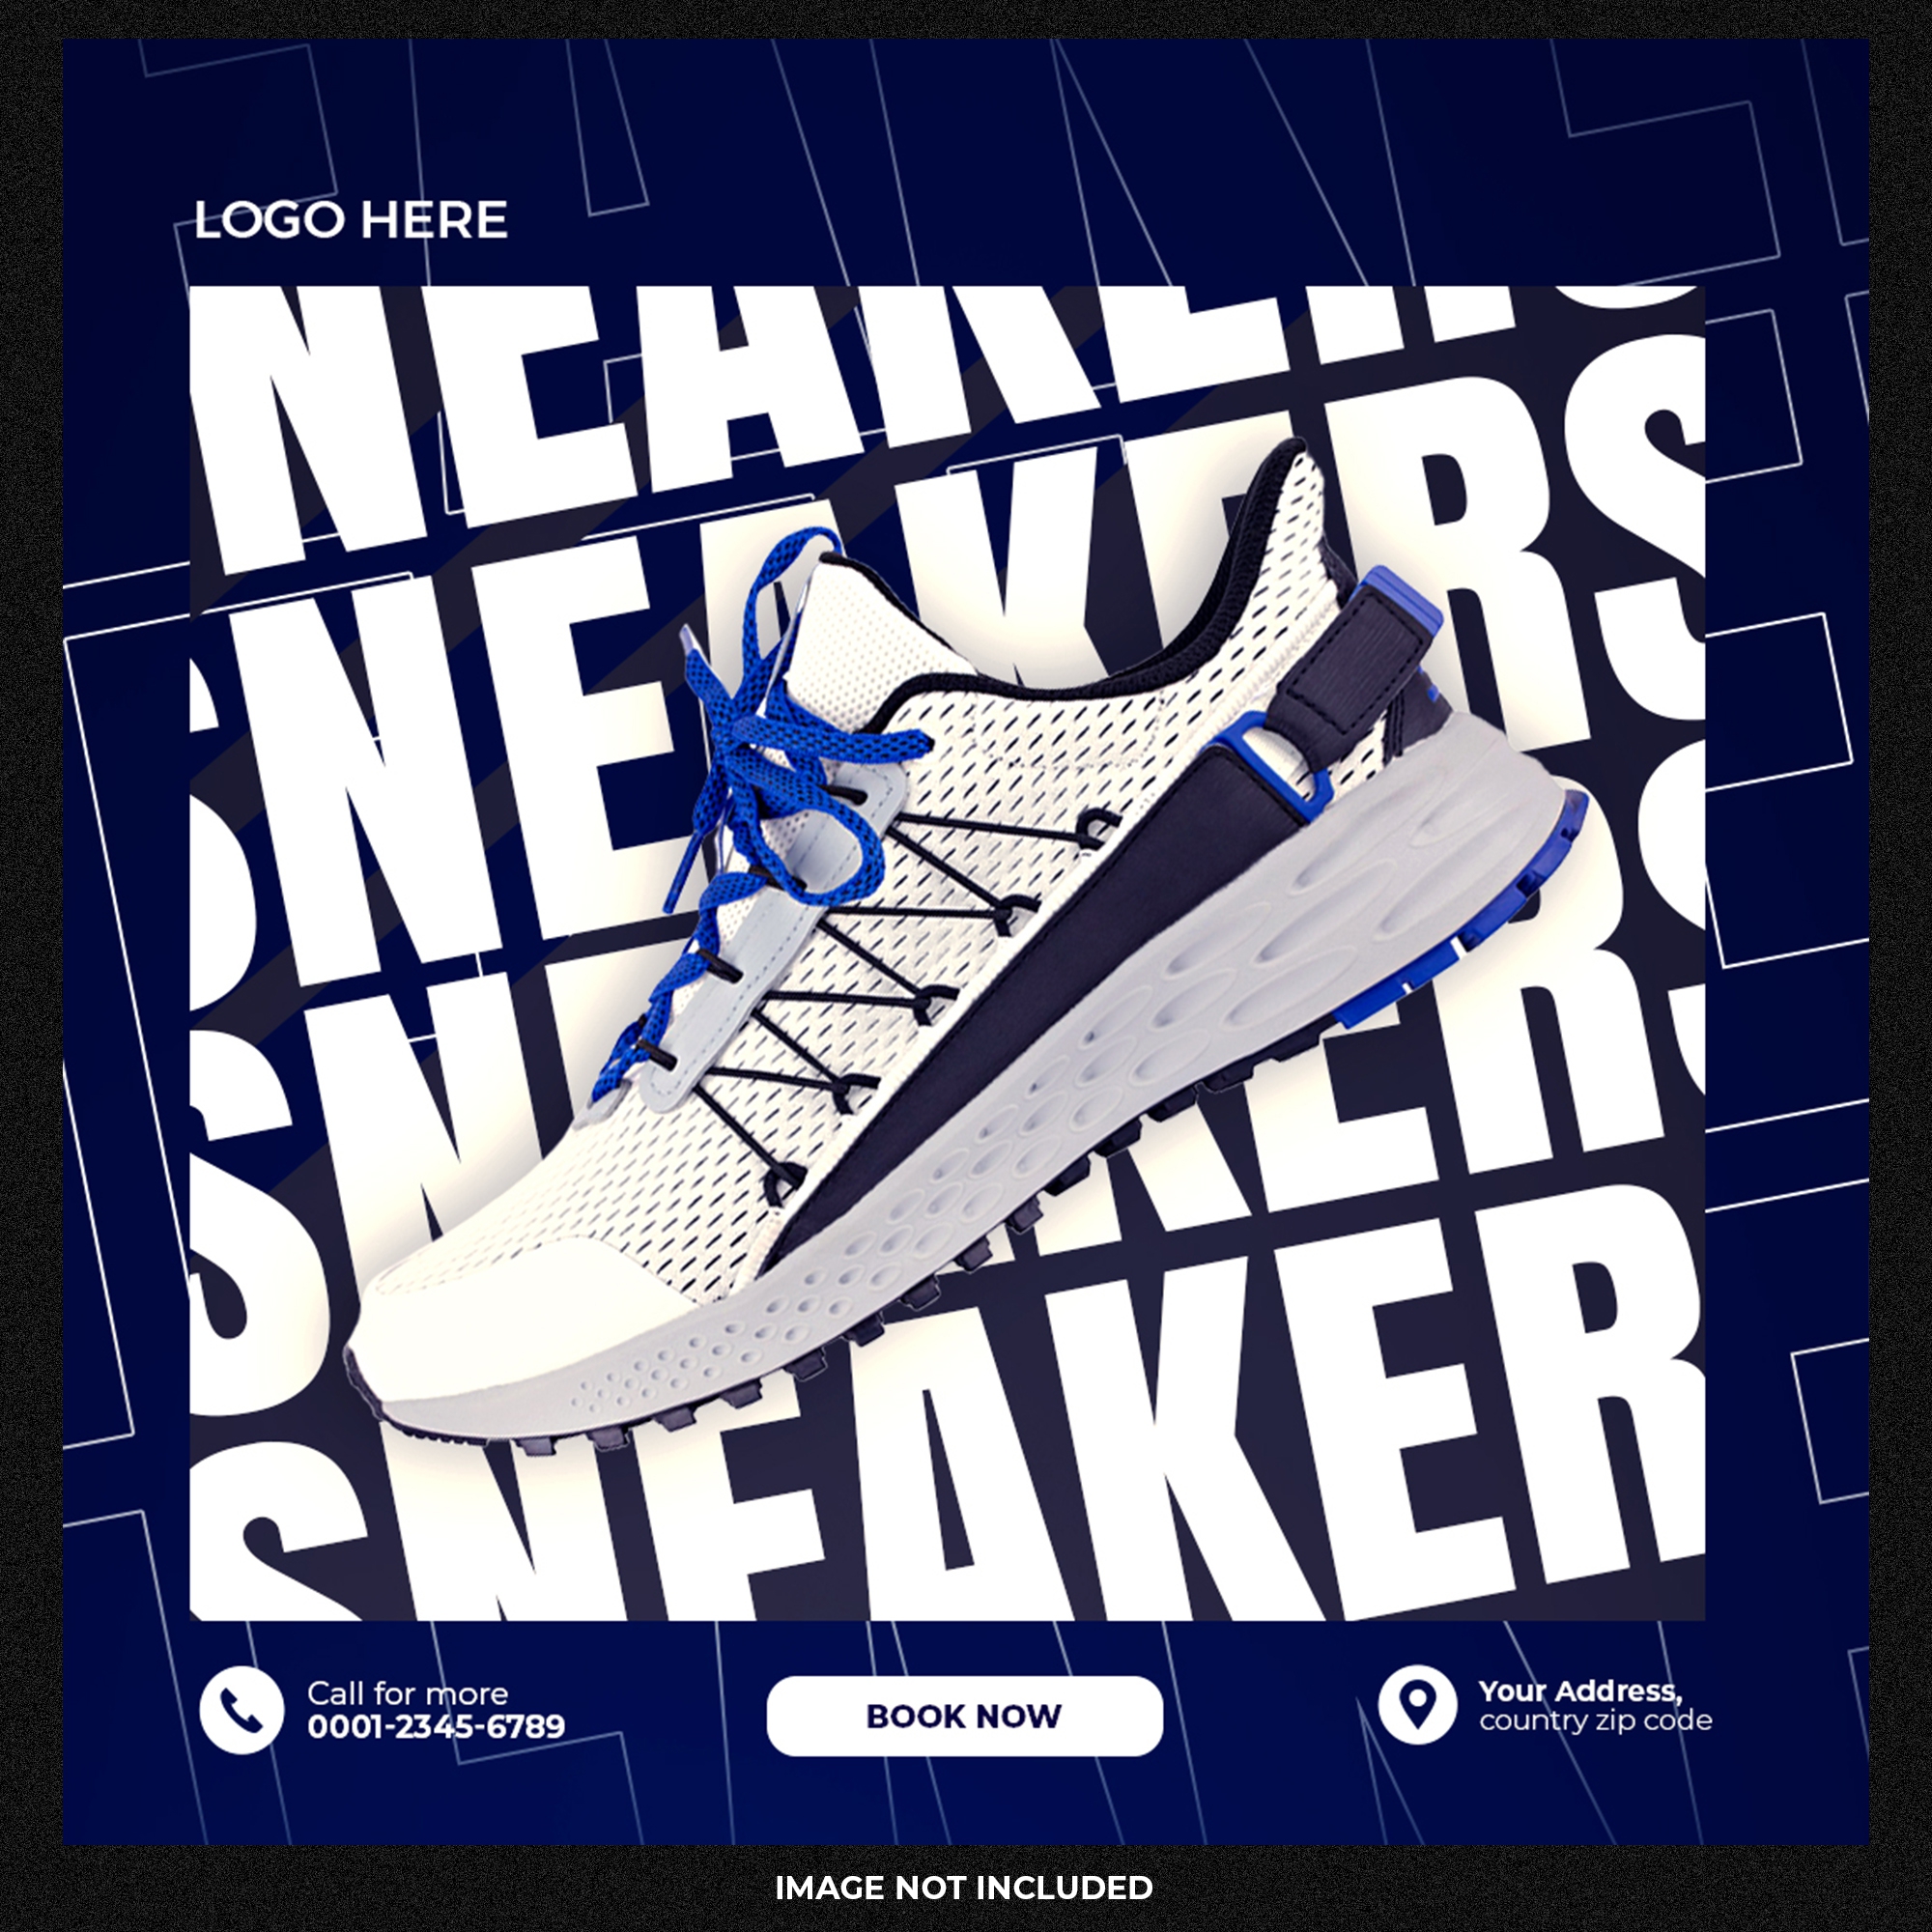 LOGO HERE
NEAKERS
SNEAKERS
SNEAKERS
SNEAKER
Call for more
0001-2345-6789
BOOK NOW
Your Address,
country zip code
IMAGE NOT INCLUDED